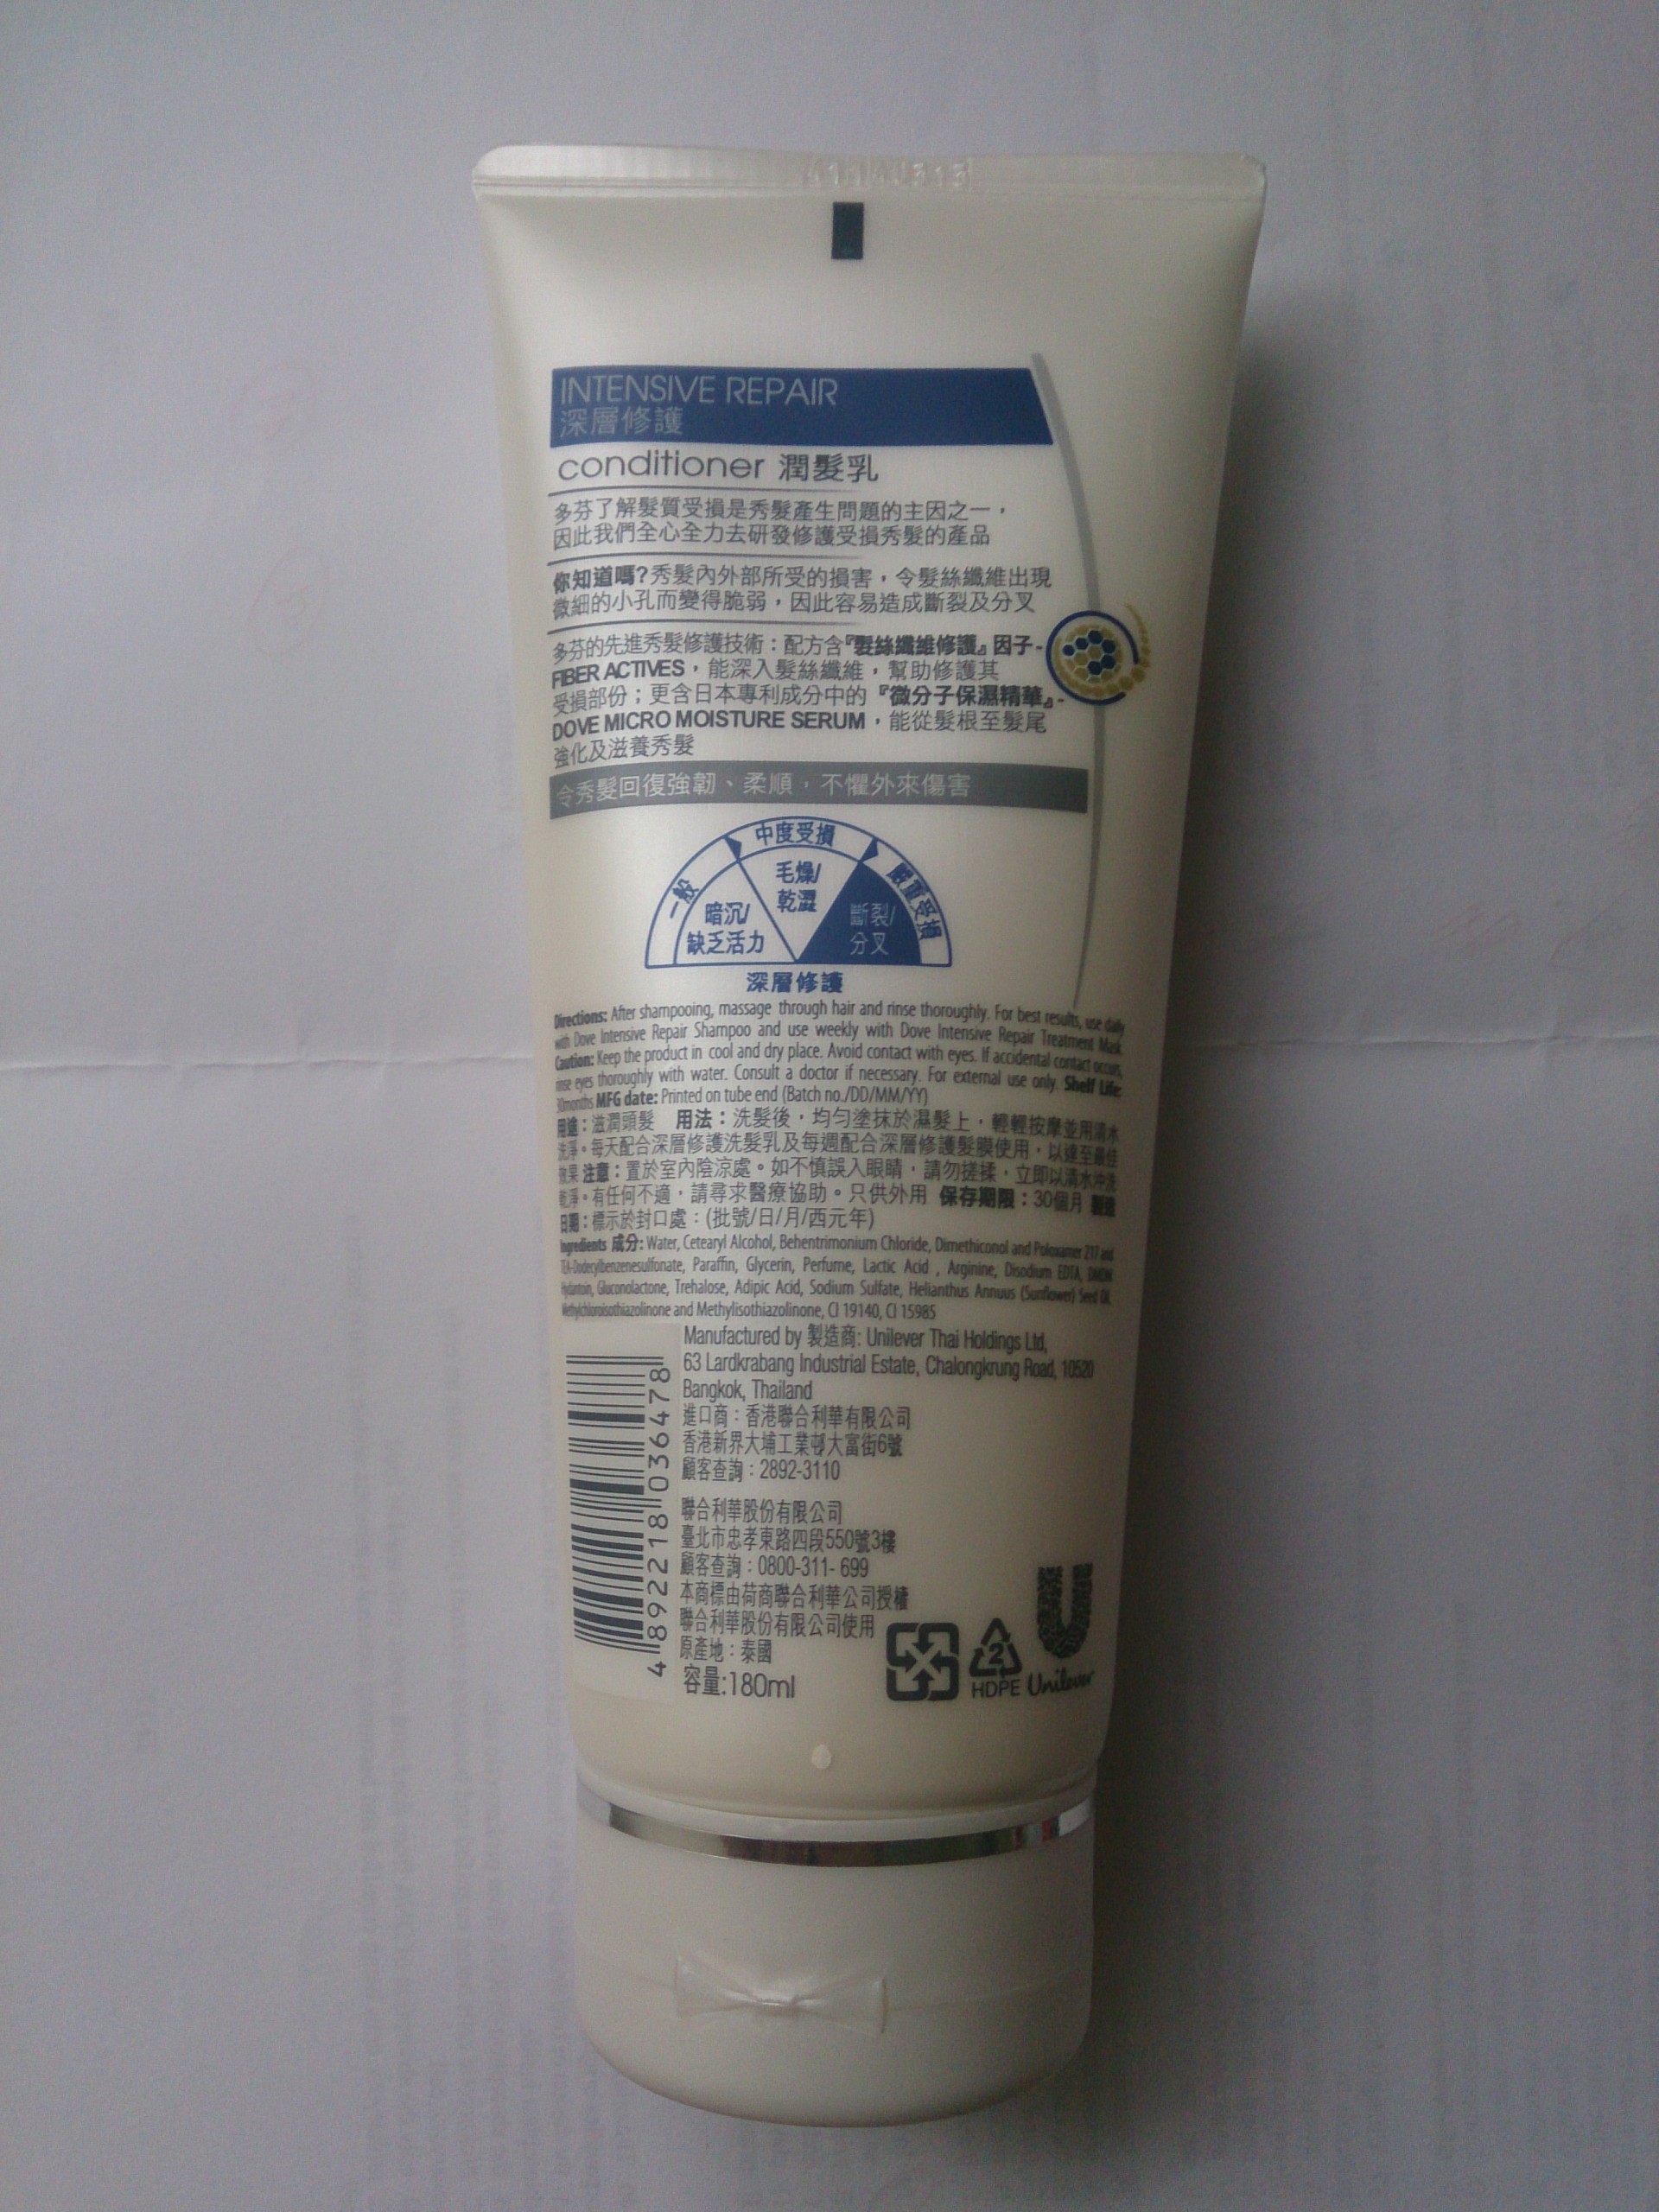 INTENSIVE REPAIR
深層修護
conditioner 潤髮乳
多芬了解髮質受損是秀髮產生問題的主因之一，
因此我們全心全力去研發修護受損秀髮的產品
你知道嗎?秀髮內外部所受的損害，令髮絲纖維出現
微細的小孔而變得脆弱，因此容易造成斷裂及分叉
多芬的先進秀髮修護技術：配方含『髮絲纖維修護』因子-
FIBER ACTIVES，能深入髮絲纖維，幫助修護其
受損部份；更含日本專利成分中的『微分子保濕精華』-
DOVE MICRO MOISTURE SERUM，能從髮根至髮尾
強化及滋養秀髮
令秀髮回復強韌、柔順，不懼外來傷害
一般
中度受損
嚴重受損
暗沉/
缺乏活力
毛燥/
乾澀
斷裂/
分叉
深層修護
Directions: After shampooing, massage through hair and rinse thoroughly. For best results, use daily
with Dove Intensive Repair Shampoo and use weekly with Dove Intensive Repair Treatment Mask
Caution: Keep the product in cool and dry place. Avoid contact with eyes. If accidental contact occurs,
rinse eyes thoroughly with water. Consult a doctor if necessary. For external use only. Shelf Life:
30months MFG date: Printed on tube end (Batch no./DD/MM/YY)
用途：滋潤頭髮 用法：洗髮後，均勻塗抹於濕髮上，輕輕按摩並用清水
洗淨。每天配合深層修護洗髮乳及每週配合深層修護髮膜使用，以達至最佳
效果 注意：置於室內陰涼處。如不慎誤入眼睛，請勿搓揉，立即以清水沖洗
乾淨。有任何不適，請尋求醫療協助。只供外用 保存期限：30個月 製造
日期：標示於封口處：(批號/日/月/西元年)
Ingredients 成分: Water, Cetearyl Alcohol, Behentrimonium Chloride, Dimethiconol and Poloxamer 217 and
TEA-Dodecylbenzenesulfonate, Paraffin, Glycerin, Perfume, Lactic Acid , Arginine, Disodium EDTA, DMDM
Hydantoin, Gluconolactone, Trehalose, Adipic Acid, Sodium Sulfate, Helianthus Annuus (Sunflower) Seed Oil,
Methylchloroisothiazolinone and Methylisothiazolinone, CI 19140, CI 15985
Manufactured by 製造商: Unilever Thai Holdings Ltd,
63 Lardkrabang Industrial Estate, Chalongkrung Road, 10520
Bangkok, Thailand
進口商：香港聯合利華有限公司
香港新界大埔工業邨大富街6號
顧客查詢：2892-3110
聯合利華股份有限公司
臺北市忠孝東路四段550號3樓
顧客查詢：0800-311- 699
本商標由荷商聯合利華公司授權
聯合利華股份有限公司使用
原產地：泰國
容量:180ml
4 892218 036478
2
HDPE
Unilever